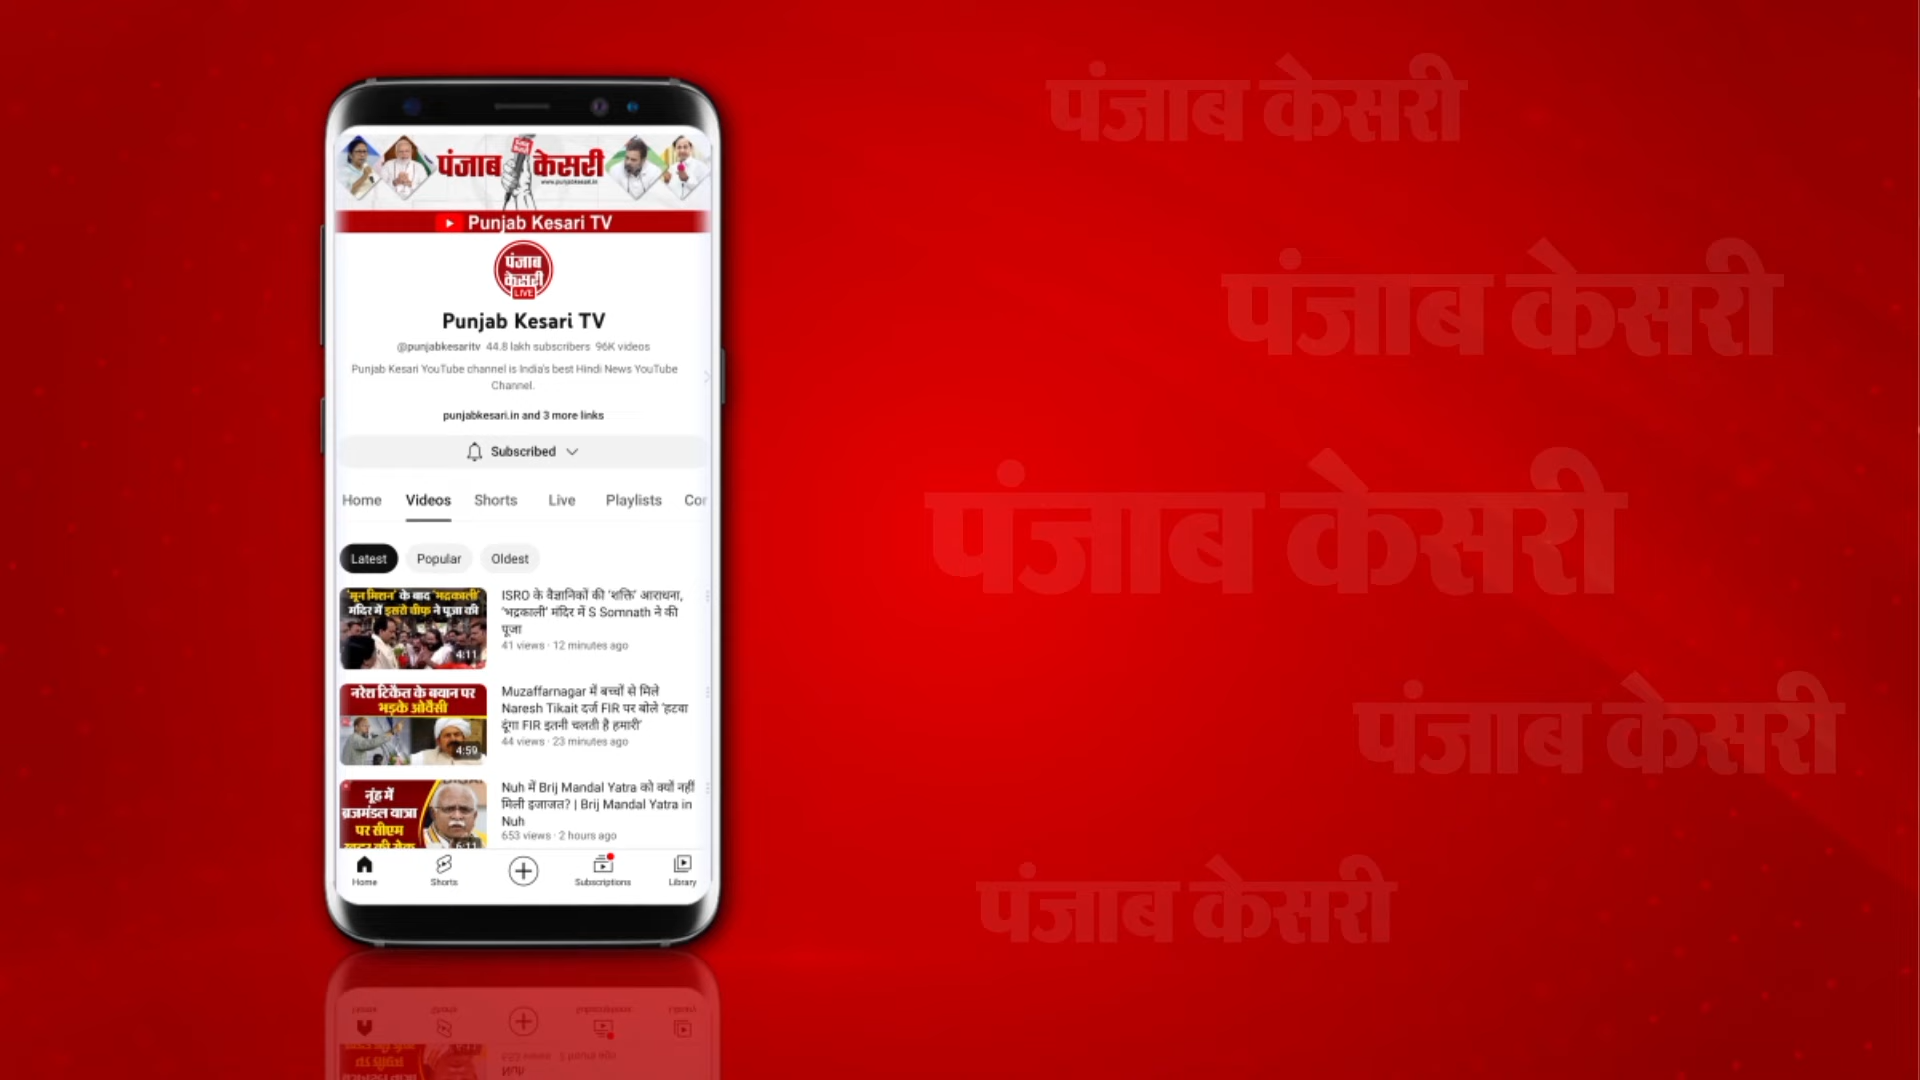 पंजाब केसरी
www.punjabkesari.in
Punjab Kesari TV
पंजाब
केसरी
LIVE
Punjab Kesari TV
@punjabkesaritv 44.8 lakh subscribers 96K videos
Punjab Kesari YouTube channel is India's best Hindi News YouTube
Channel.
punjabkesari.in and 3 more links
Subscribed
Home Videos Shorts Live Playlists Cor
Latest Popular Oldest
'मून मिशन' के बाद 'भद्रकाली'
मंदिर में इसरो चीफ ने पूजा की
4:11
ISRO के वैज्ञानिकों की 'शक्ति' आराधना,
'भद्रकाली' मंदिर में S Somnath ने की
पूजा
41 views · 12 minutes ago
नरेश टिकैत के बयान पर
भड़के ओवैसी
4:59
Muzaffarnagar में बच्चों से मिले
Naresh Tikait दर्ज FIR पर बोले 'हटवा
दूंगा FIR इतनी चलती है हमारी'
44 views · 23 minutes ago
नूंह में
ब्रजमंडल यात्रा
पर सीएम
6:11
Nuh में Brij Mandal Yatra को क्यों नहीं
मिली इजाजत? | Brij Mandal Yatra in
Nuh
653 views · 2 hours ago
Home Shorts Subscriptions Library
पंजाब केसरी
पंजाब केसरी
पंजाब केसरी
पंजाब केसरी
पंजाब केसरी